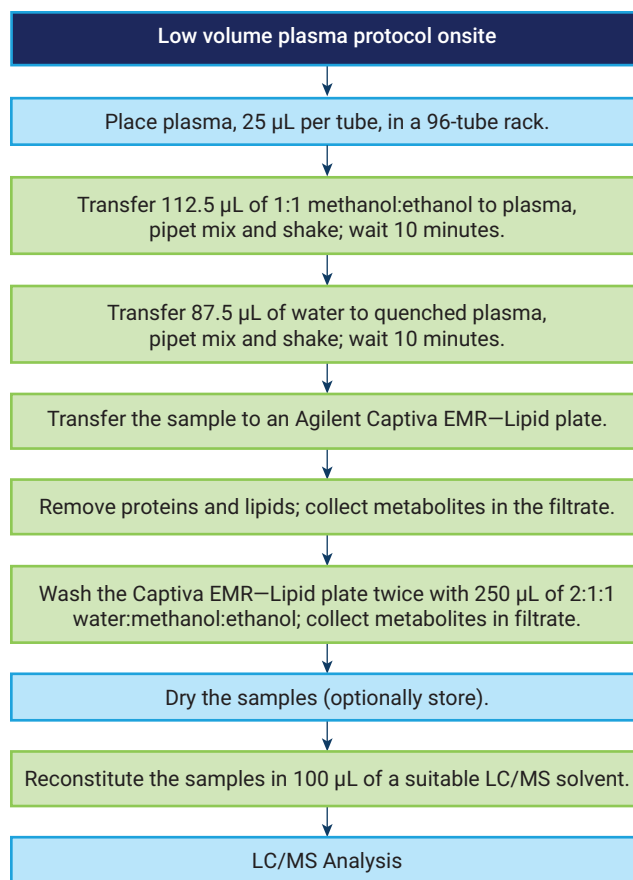 Low volume plasma protocol onsite
Place plasma, 25 µL per tube, in a 96-tube rack.
Transfer 112.5 µL of 1:1 methanol:ethanol to plasma,
pipet mix and shake; wait 10 minutes.
Transfer 87.5 µL of water to quenched plasma,
pipet mix and shake; wait 10 minutes.
Transfer the sample to an Agilent Captiva EMR—Lipid plate.
Remove proteins and lipids; collect metabolites in the filtrate.
Wash the Captiva EMR—Lipid plate twice with 250 µL of 2:1:1
water:methanol:ethanol; collect metabolites in filtrate.
Dry the samples (optionally store).
Reconstitute the samples in 100 µL of a suitable LC/MS solvent.
LC/MS Analysis